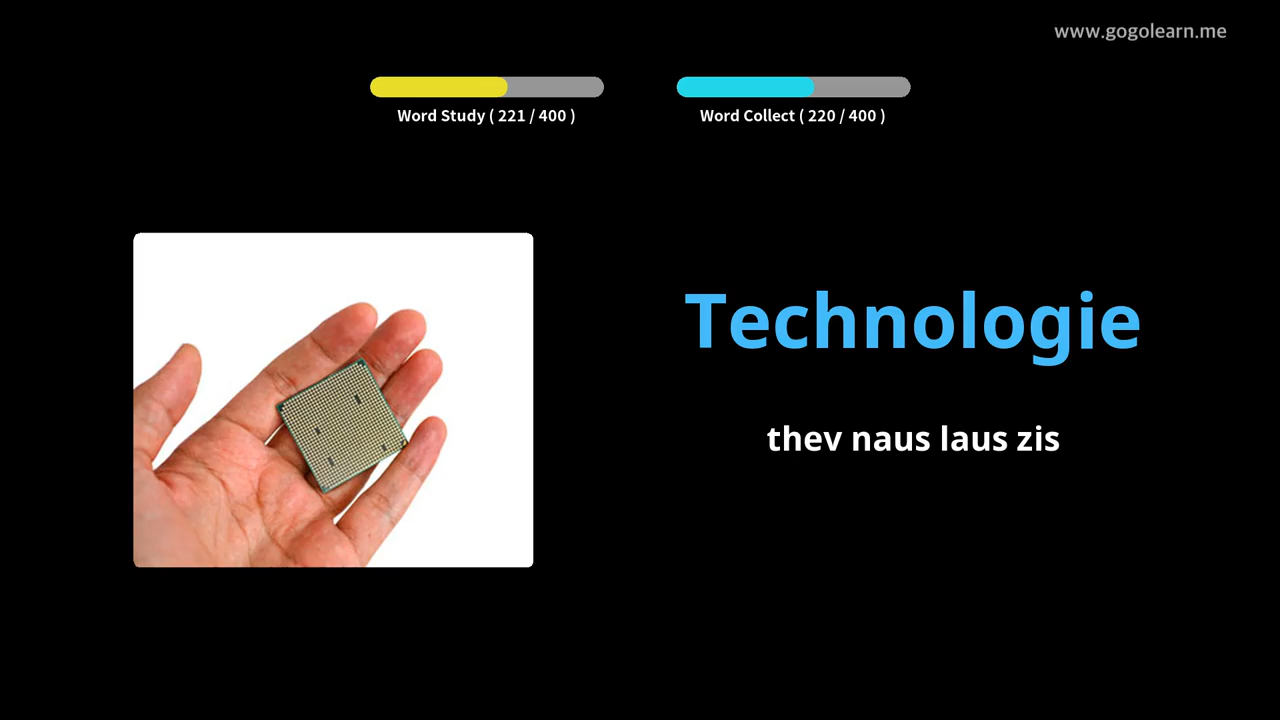 www.gogolearn.me
Word Study ( 221 / 400 )
Word Collect ( 220 / 400 )
Technologie
thev naus laus zis